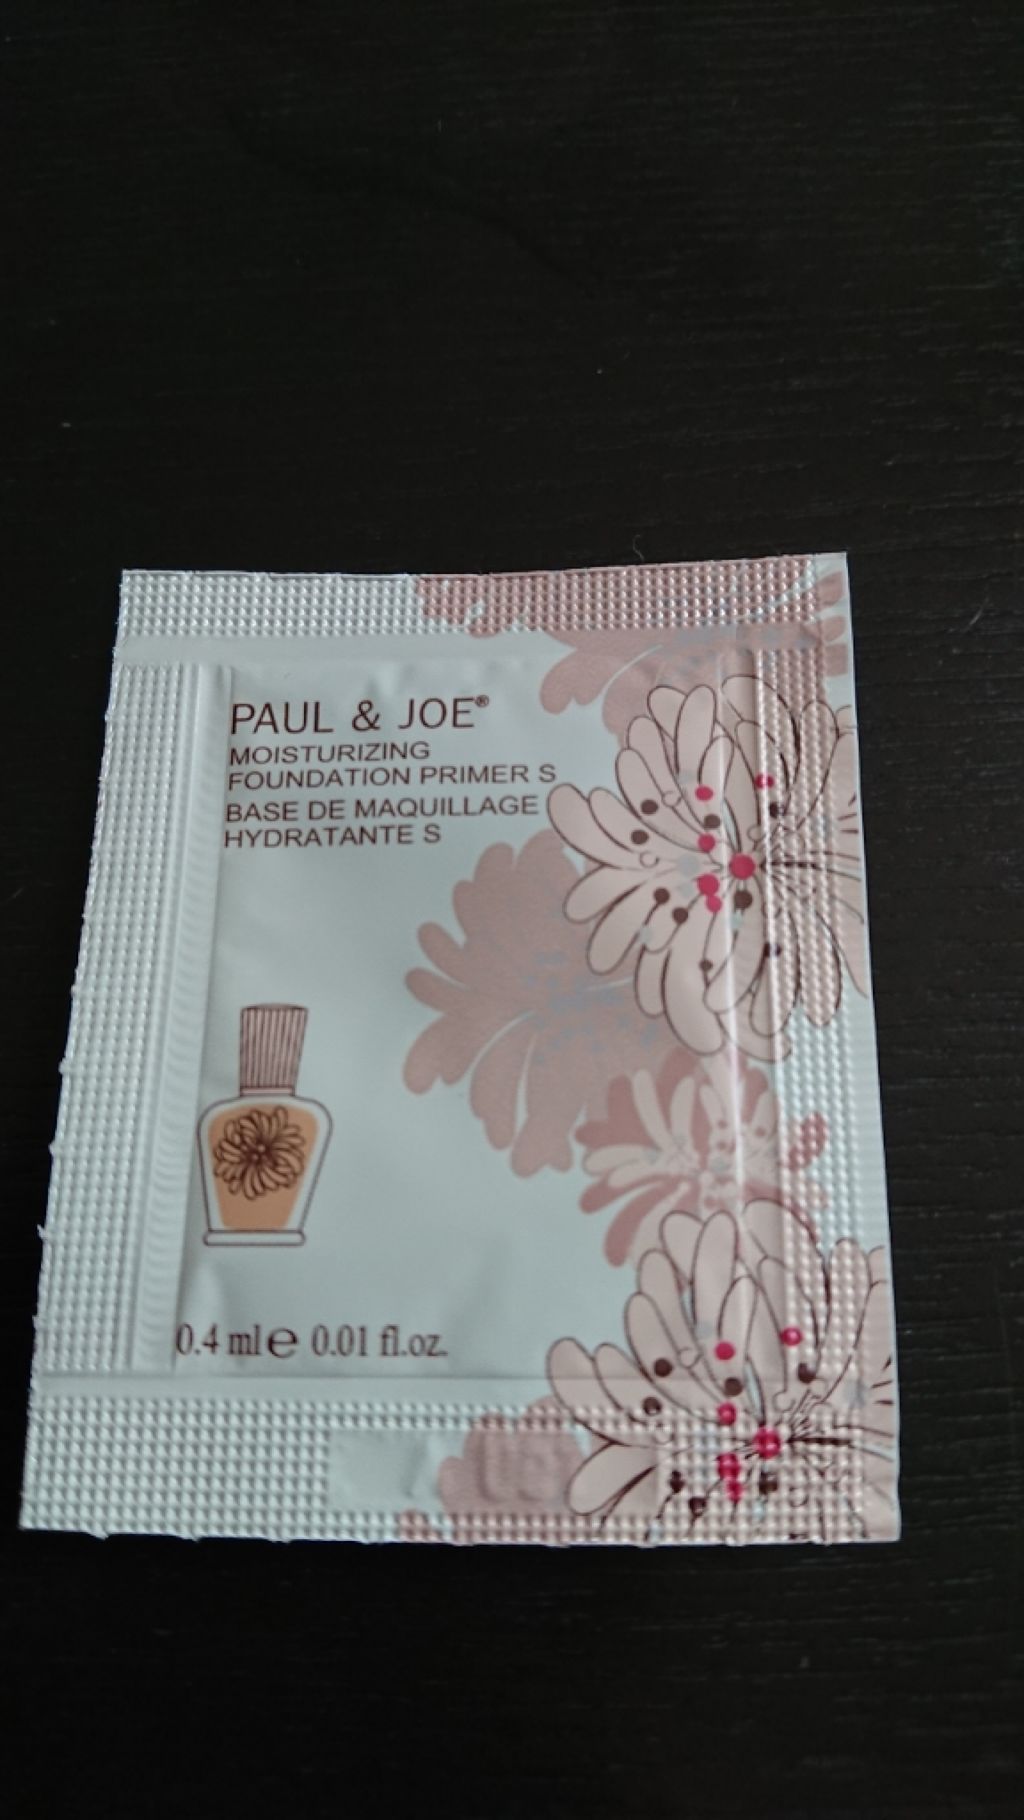 PAUL & JOE®
MOISTURIZING
FOUNDATION PRIMER S
BASE DE MAQUILLAGE
HYDRATANTE S
0.4 ml ℮ 0.01 fl.oz.